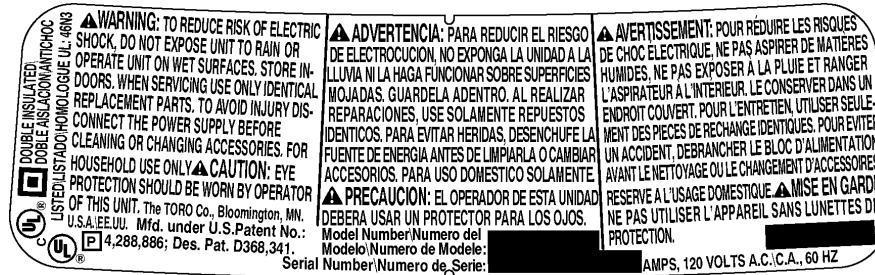 DOUBLE INSULATED\
DOBLE AISLACION\ANTICHOC
LISTED\LISTADO\HOMOLOGUE UL: 46N3
UL
®
C
UL
®
▲WARNING: TO REDUCE RISK OF ELECTRIC
SHOCK, DO NOT EXPOSE UNIT TO RAIN OR
OPERATE UNIT ON WET SURFACES. STORE IN-
DOORS. WHEN SERVICING USE ONLY IDENTICAL
REPLACEMENT PARTS. TO AVOID INJURY DIS-
CONNECT THE POWER SUPPLY BEFORE
CLEANING OR CHANGING ACCESSORIES. FOR
HOUSEHOLD USE ONLY▲CAUTION: EYE
PROTECTION SHOULD BE WORN BY OPERATOR
OF THIS UNIT. The TORO Co., Bloomington, MN.
U.S.A\EE.UU. Mfd. under U.S.Patent No.:
P 4,288,886; Des. Pat. D368,341.
▲ADVERTENCIA: PARA REDUCIR EL RIESGO
DE ELECTROCUCIÓN, NO EXPONGA LA UNIDAD A LA
LLUVIA NI LA HAGA FUNCIONAR SOBRE SUPERFICIES
MOJADAS. GUARDELA ADENTRO. AL REALIZAR
REPARACIONES, USE SOLAMENTE REPUESTOS
IDENTICOS. PARA EVITAR HERIDAS, DESENCHUFE LA
FUENTE DE ENERGIA ANTES DE LIMPIARLA O CAMBIAR
ACCESORIOS. PARA USO DOMESTICO SOLAMENTE.
▲PRECAUCION: EL OPERADOR DE ESTA UNIDAD
DEBERA USAR UN PROTECTOR PARA LOS OJOS.
Model Number\Numero del
Modelo\Numero de Modele:
Serial Number\Numero de Serie:
▲AVERTISSEMENT: POUR RÉDUIRE LES RISQUES
DE CHOC ÉLECTRIQUE, NE PAS ASPIRER DE MATIÈRES
HUMIDES, NE PAS EXPOSER À LA PLUIE ET RANGER
L'ASPIRATEUR A L'INTERIEUR. LE CONSERVER DANS UN
ENDROIT COUVERT. POUR L'ENTRETIEN, UTILISER SEULE-
MENT DES PIECES DE RECHANGE IDENTIQUES. POUR EVITER
UN ACCIDENT, DEBRANCHER LE BLOC D'ALIMENTATION
AVANT LE NETTOYAGE OU LE CHANGEMENT D'ACCESSOIRES
RESERVE A L'USAGE DOMESTIQUE.▲MISE EN GARD
NE PAS UTILISER L'APPAREIL SANS LUNETTES D
PROTECTION.
AMPS, 120 VOLTS A.C.\C.A., 60 HZ